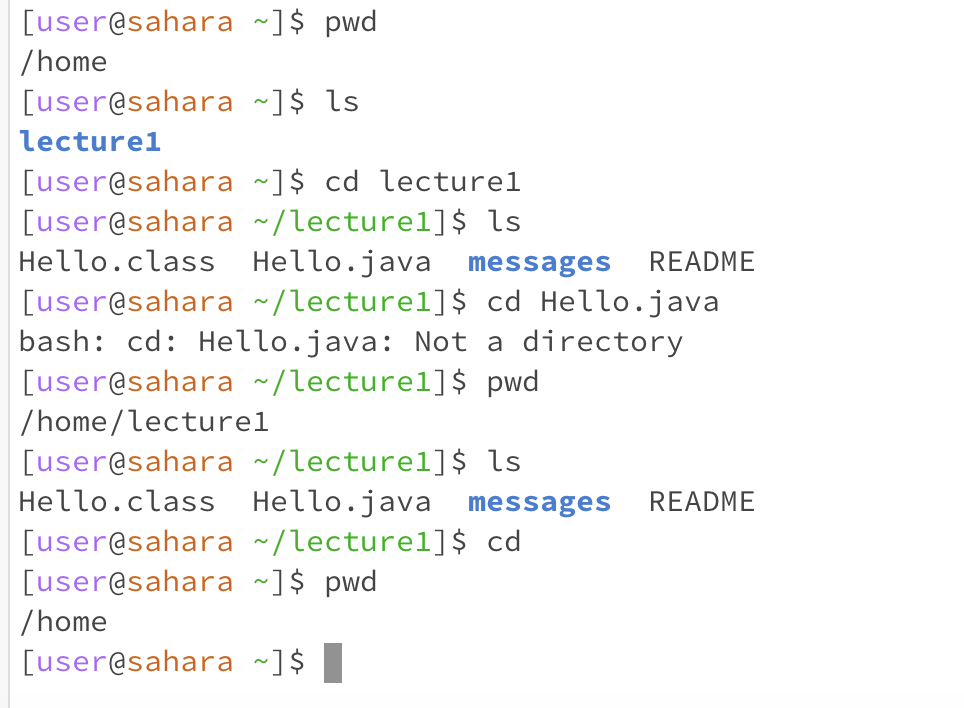 [user@sahara ~]$ pwd
/home
[user@sahara ~]$ ls
lecture1
[user@sahara ~]$ cd lecture1
[user@sahara ~/lecture1]$ ls
Hello.class  Hello.java  messages  README
[user@sahara ~/lecture1]$ cd Hello.java
bash: cd: Hello.java: Not a directory
[user@sahara ~/lecture1]$ pwd
/home/lecture1
[user@sahara ~/lecture1]$ ls
Hello.class  Hello.java  messages  README
[user@sahara ~/lecture1]$ cd
[user@sahara ~]$ pwd
/home
[user@sahara ~]$